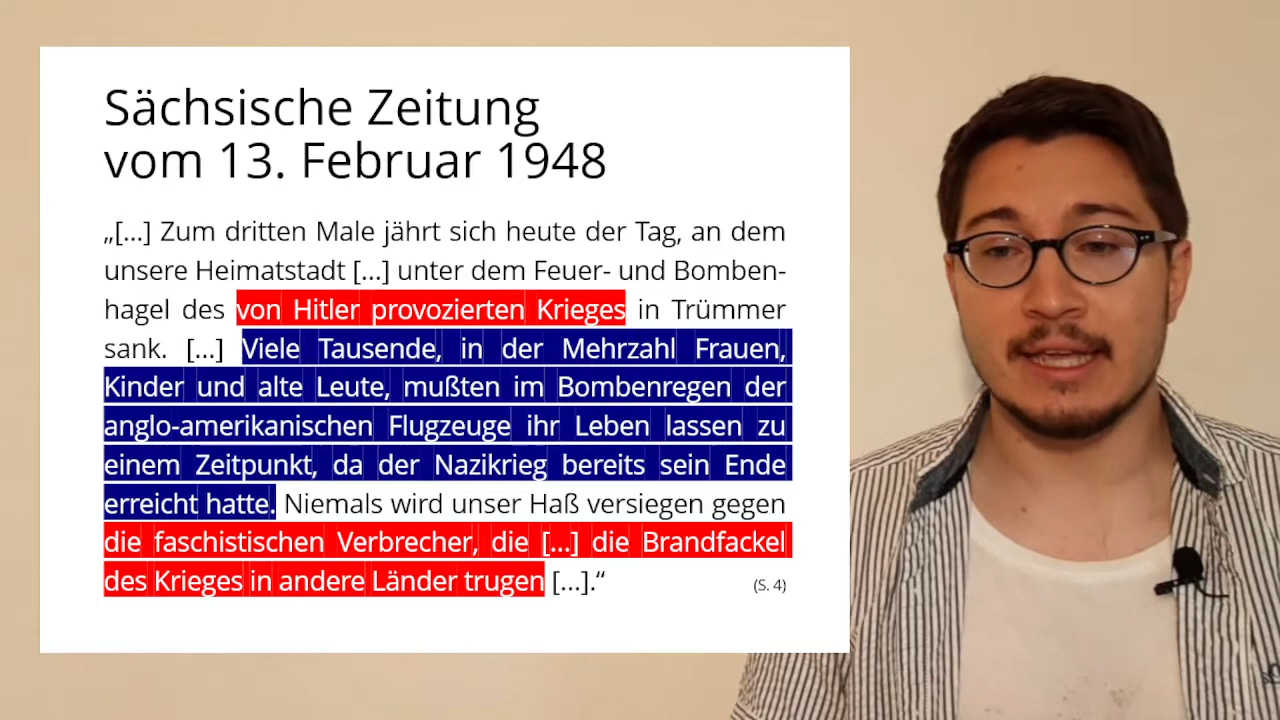 Sächsische Zeitung
vom 13. Februar 1948
„[...] Zum dritten Male jährt sich heute der Tag, an dem
unsere Heimatstadt [...] unter dem Feuer- und Bomben-
hagel des von Hitler provozierten Krieges in Trümmer
sank. [...] Viele Tausende, in der Mehrzahl Frauen,
Kinder und alte Leute, mußten im Bombenregen der
anglo-amerikanischen Flugzeuge ihr Leben lassen zu
einem Zeitpunkt, da der Nazikrieg bereits sein Ende
erreicht hatte. Niemals wird unser Haß versiegen gegen
die faschistischen Verbrecher, die [...] die Brandfackel
des Krieges in andere Länder trugen [...].“
(S. 4)